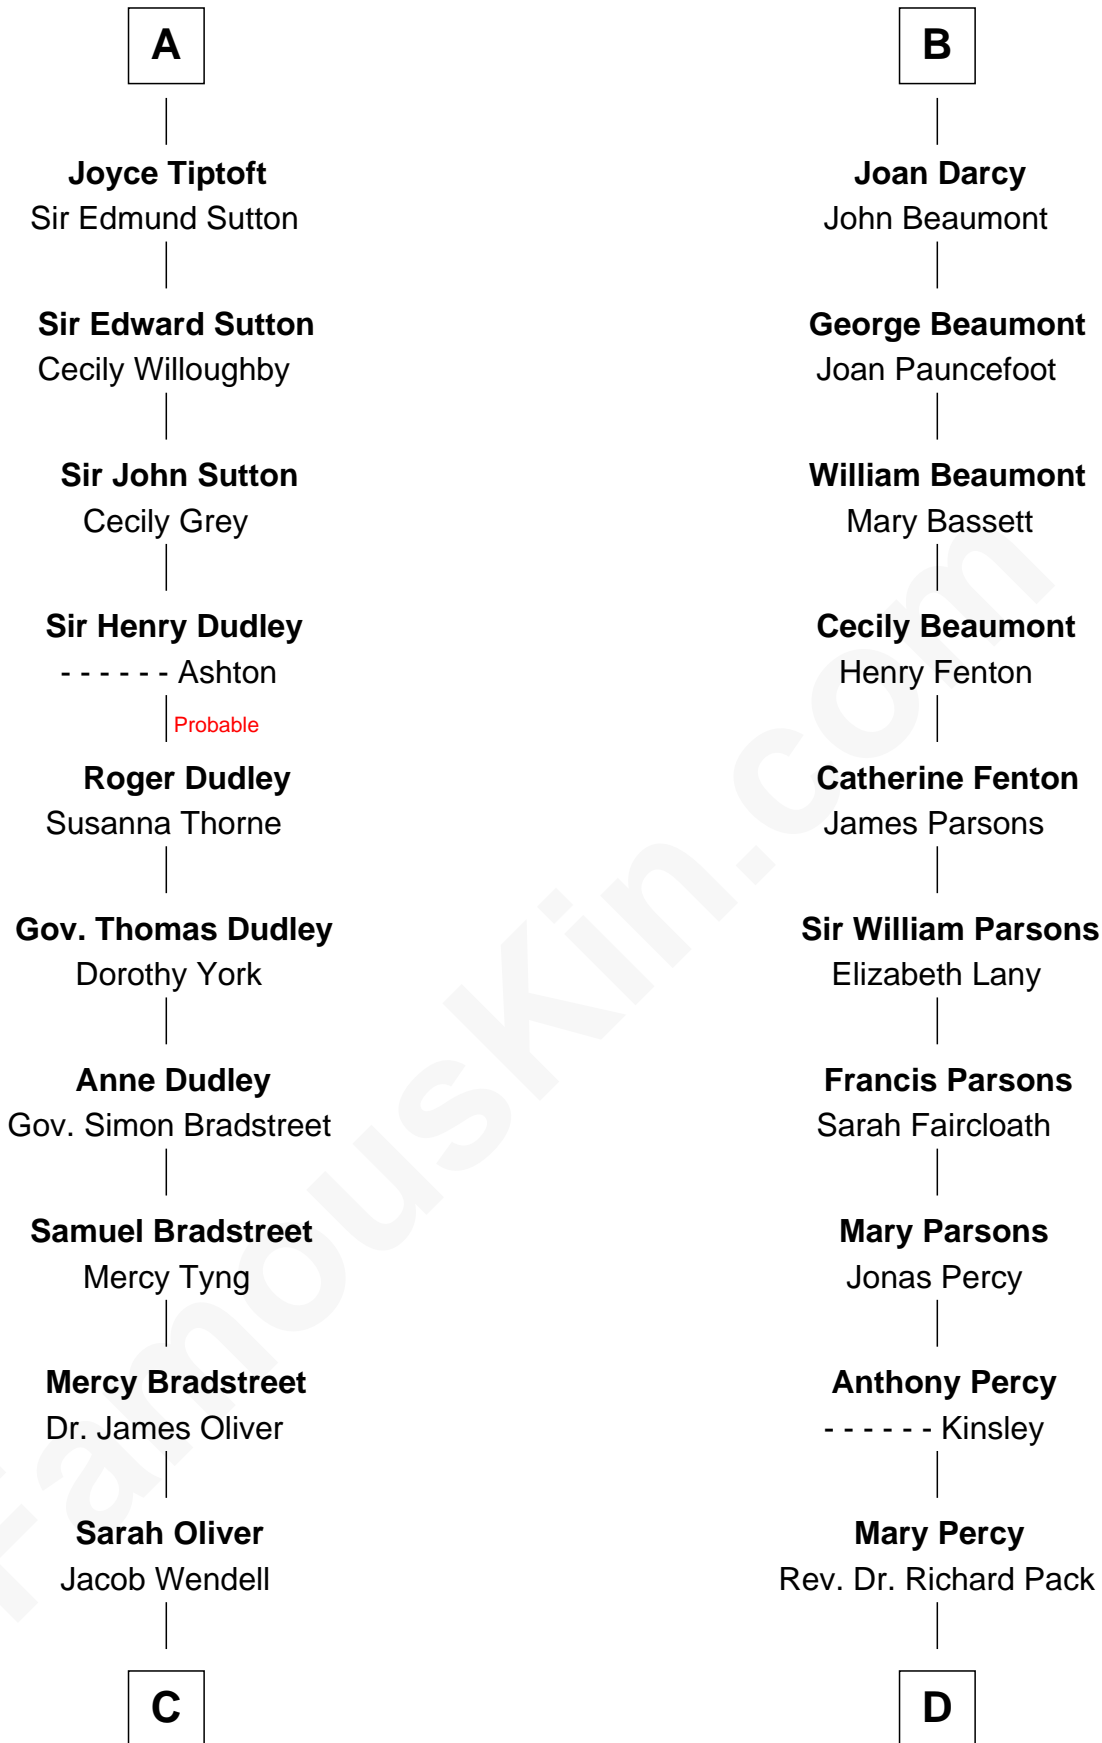 A
Joyce Tiptoft
Sir Edmund Sutton
Sir Edward Sutton
Cecily Willoughby
Sir John Sutton
Cecily Grey
Sir Henry Dudley
- - - - - - Ashton
Probable
Roger Dudley
Susanna Thorne
Gov. Thomas Dudley
Dorothy York
Anne Dudley
Gov. Simon Bradstreet
Samuel Bradstreet
Mercy Tyng
Mercy Bradstreet
Dr. James Oliver
Sarah Oliver
Jacob Wendell
C
B
Joan Darcy
John Beaumont
George Beaumont
Joan Pauncefoot
William Beaumont
Mary Bassett
Cecily Beaumont
Henry Fenton
Catherine Fenton
James Parsons
Sir William Parsons
Elizabeth Lany
Francis Parsons
Sarah Faircloath
Mary Parsons
Jonas Percy
Anthony Percy
- - - - - - Kinsley
Mary Percy
Rev. Dr. Richard Pack
D
FamousKin.com